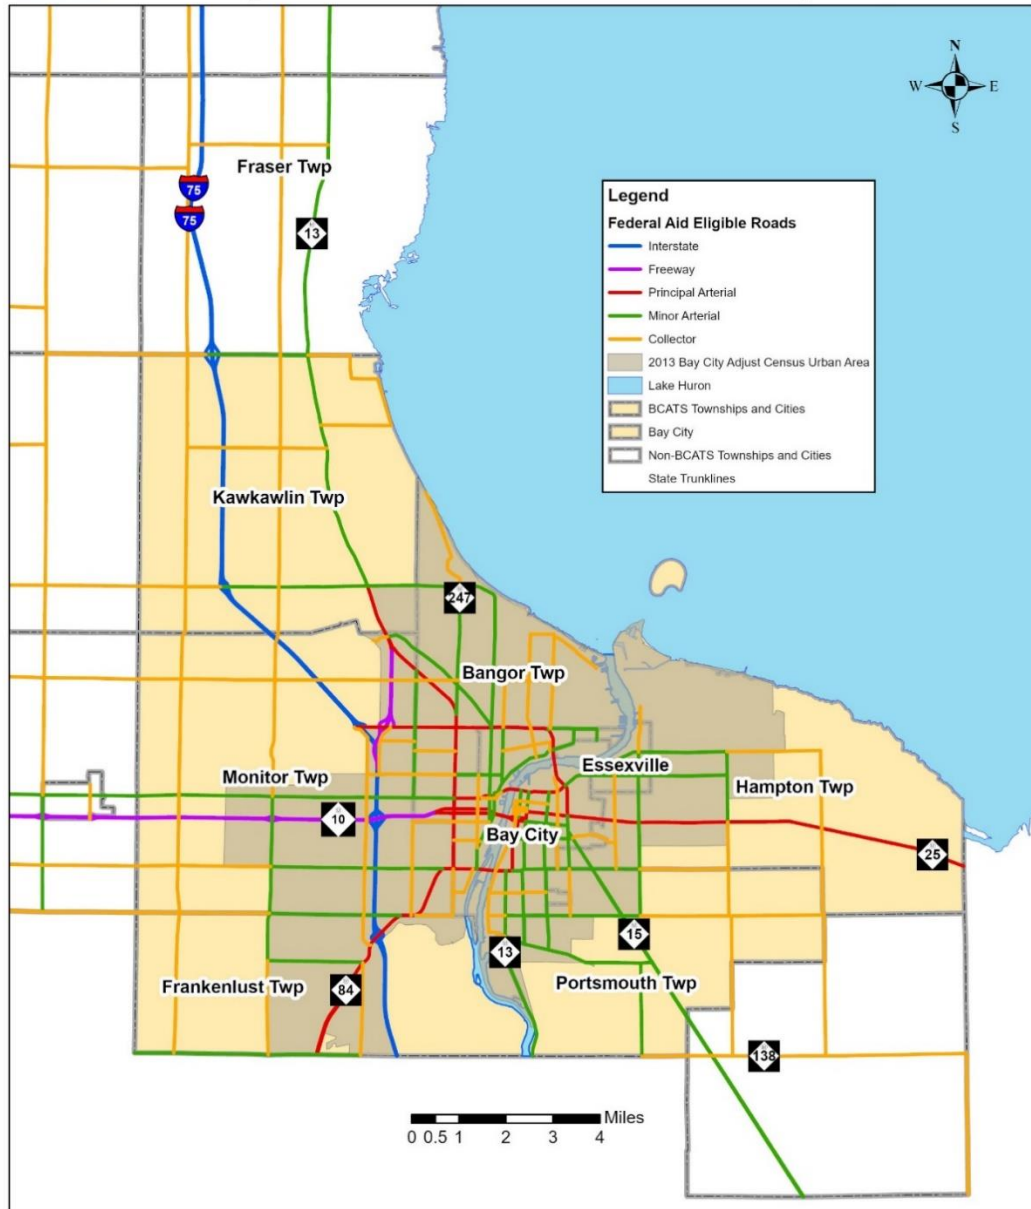 N
W E
S
Fraser Twp
75
75
13
Legend
Federal Aid Eligible Roads
Interstate
Freeway
Principal Arterial
Minor Arterial
Collector
2013 Bay City Adjust Census Urban Area
Lake Huron
BCATS Townships and Cities
Bay City
Non-BCATS Townships and Cities
State Trunklines
Kawkawlin Twp
247
Bangor Twp
Essexville
Monitor Twp
Hampton Twp
10
Bay City
25
15
13
Frankenlust Twp
84
Portsmouth Twp
138
Miles
0 0.5 1 2 3 4